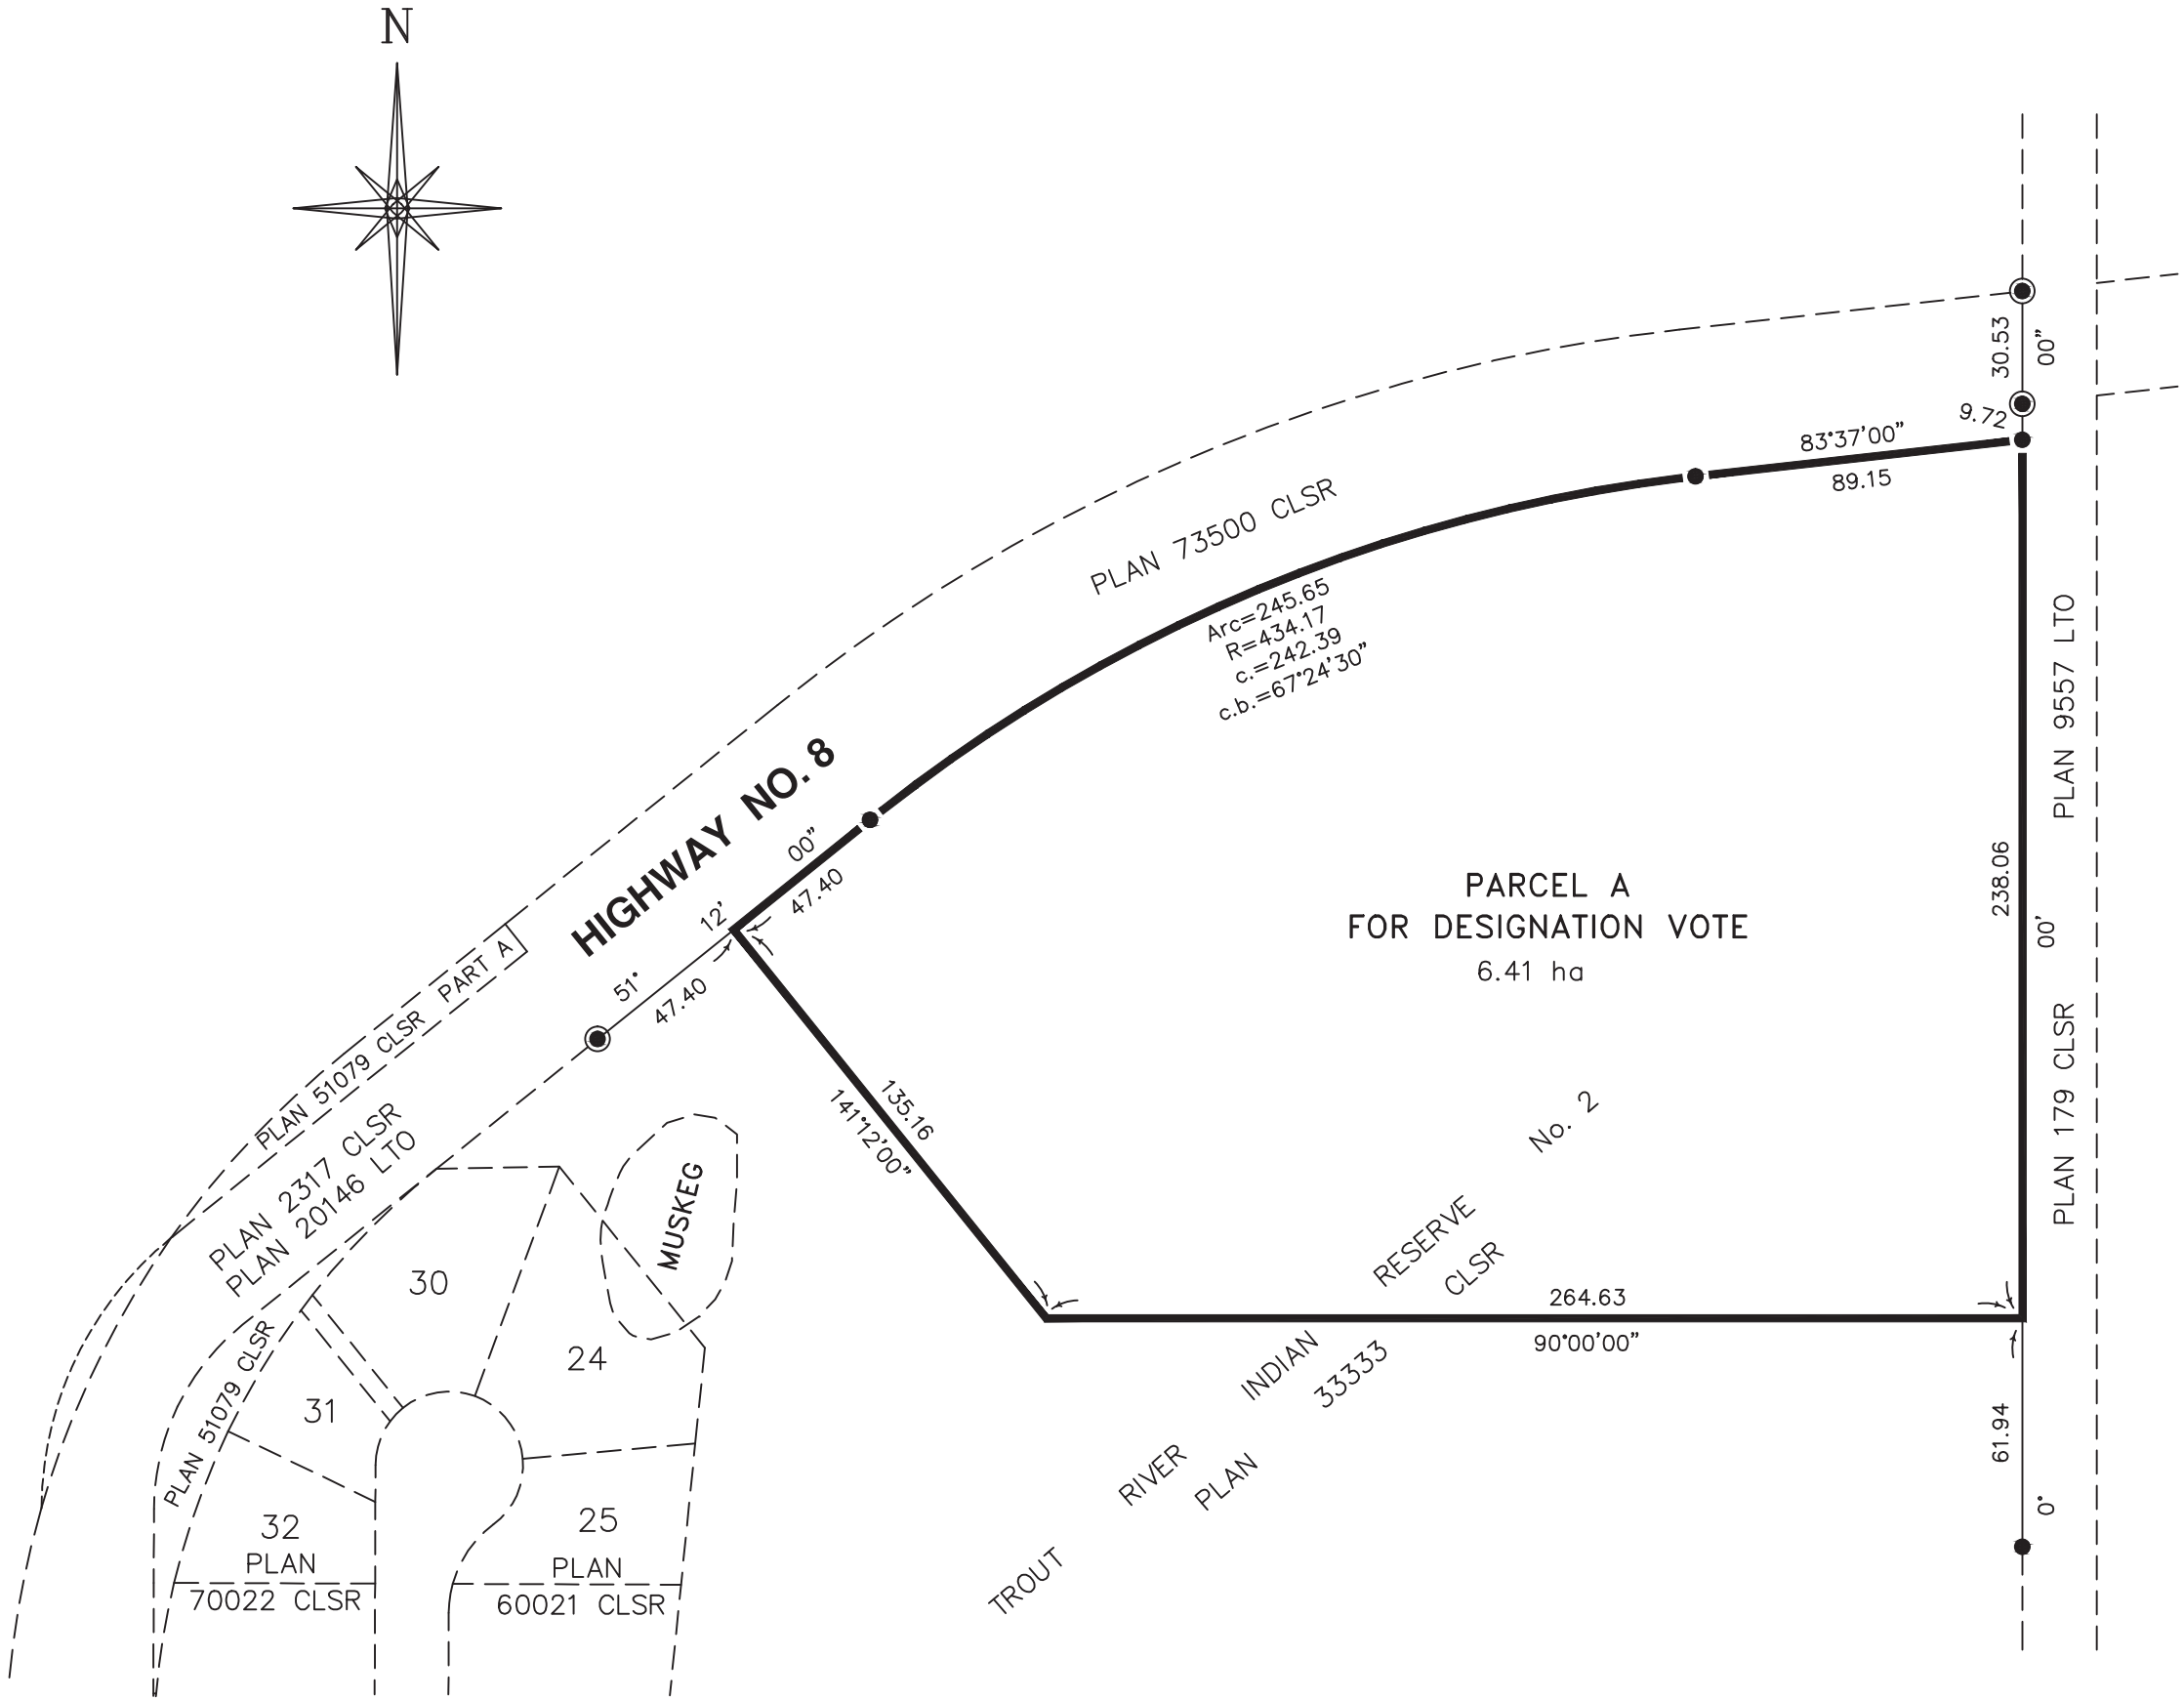 N
30.53
00"
9.72
83°37'00"
89.15
PLAN 73500 CLSR
Arc=245.65
R=434.17
c.=242.39
c.b.=67°24'30"
PLAN 9557 LTO
HIGHWAY NO. 8
00"
47.40
12'
51°
47.40
PARCEL A
FOR DESIGNATION VOTE
6.41 ha
238.06
00'
PART A
PLAN 51079 CLSR
PLAN 2317 CLSR
PLAN 20146 LTO
135.16
141°12'00"
PLAN 179 CLSR
MUSKEG
TROUT RIVER INDIAN RESERVE No. 2
PLAN 33333 CLSR
264.63
90°00'00"
30
24
PLAN 51079 CLSR
31
61.94
0°
32
PLAN
70022 CLSR
25
PLAN
60021 CLSR